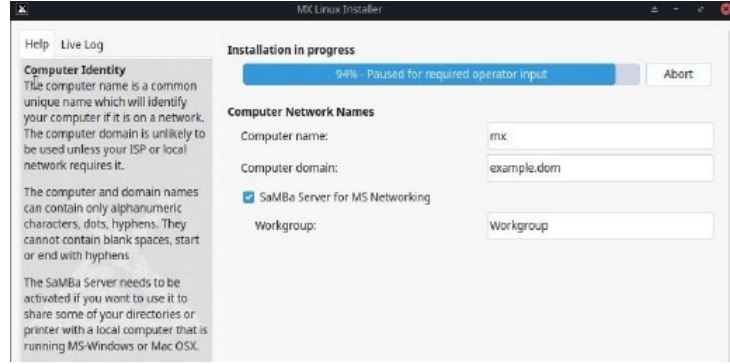 MX Linux Installer
Help Live Log
Computer Identity
The computer name is a common
unique name which will identify
your computer if it is on a network.
The computer domain is unlikely to
be used unless your ISP or local
network requires it.
The computer and domain names
can contain only alphanumeric
characters, dots, hyphens. They
cannot contain blank spaces, start
or end with hyphens
The SaMBa Server needs to be
activated if you want to use it to
share some of your directories or
printer with a local computer that is
running MS-Windows or Mac OSX.
Installation in progress
94% - Paused for required operator input
Abort
Computer Network Names
Computer name: mx
Computer domain: example.dom
SaMBa Server for MS Networking
Workgroup: Workgroup